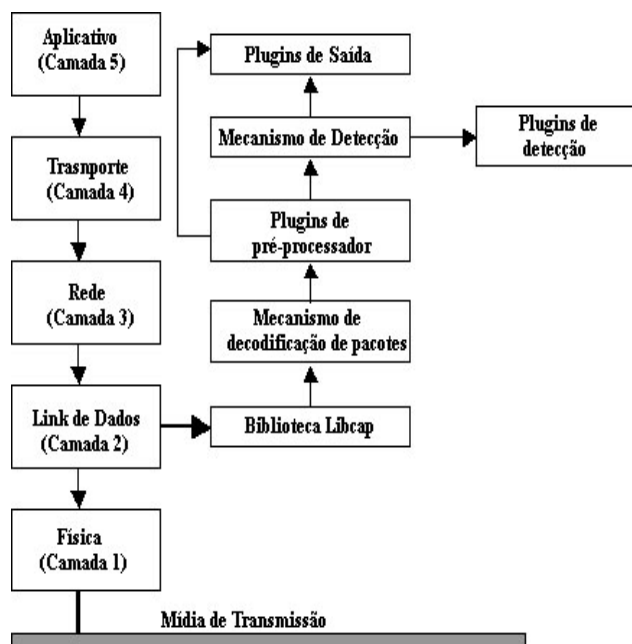 Aplicativo
(Camada 5)
Trasnporte
(Camada 4)
Rede
(Camada 3)
Link de Dados
(Camada 2)
Física
(Camada 1)
Mídia de Transmissão
Plugins de Saída
Mecanismo de Detecção
Plugins de
detecção
Plugins de
pré-processador
Mecanismo de
decodificação de pacotes
Biblioteca Libcap